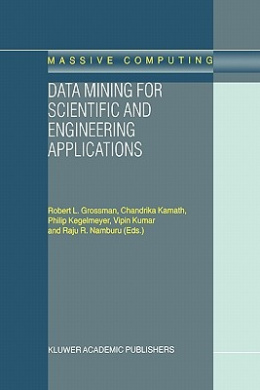 MASSIVE COMPUTING
DATA MINING FOR
SCIENTIFIC AND
ENGINEERING
APPLICATIONS
Robert L. Grossman, Chandrika Kamath,
Philip Kegelmeyer, Vipin Kumar
and Raju R. Namburu (Eds.)
KLUWER ACADEMIC PUBLISHERS